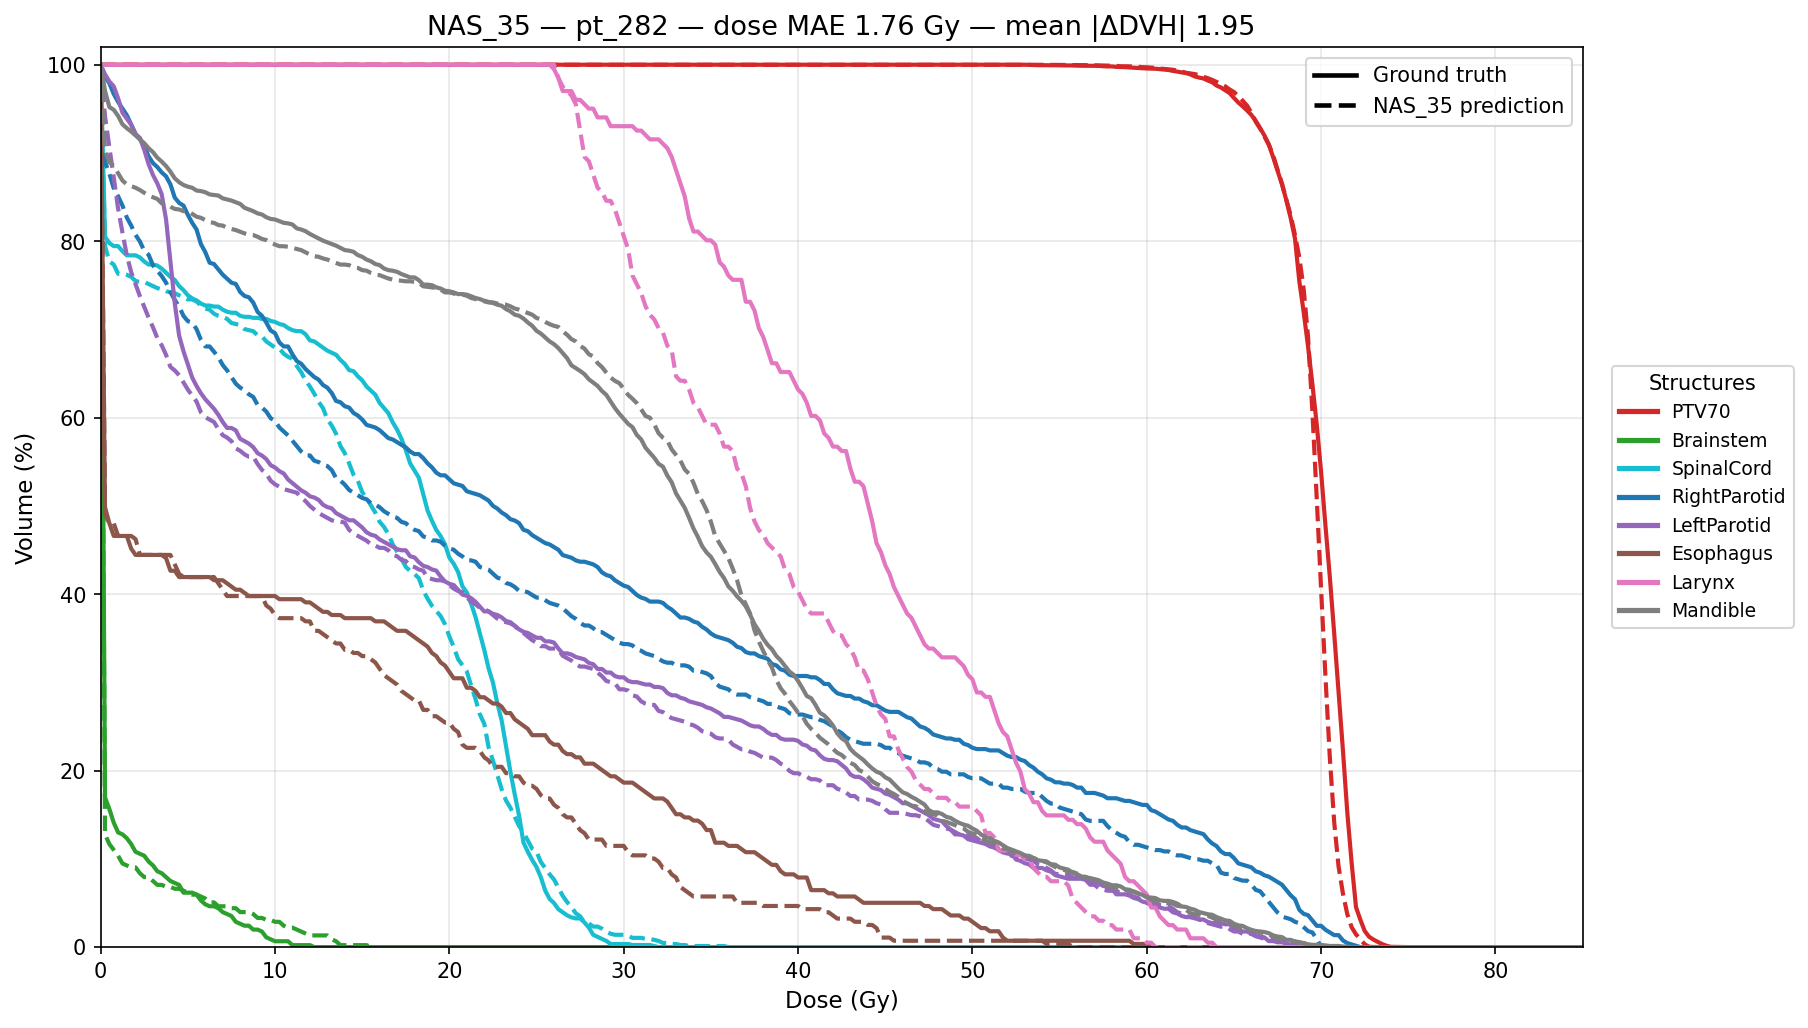 NAS_35 — pt_282 — dose MAE 1.76 Gy — mean |ΔDVH| 1.95
Ground truth
NAS_35 prediction
Volume (%)
100
80
60
40
20
0
0 10 20 30 40 50 60 70 80
Dose (Gy)
Structures
PTV70
Brainstem
SpinalCord
RightParotid
LeftParotid
Esophagus
Larynx
Mandible